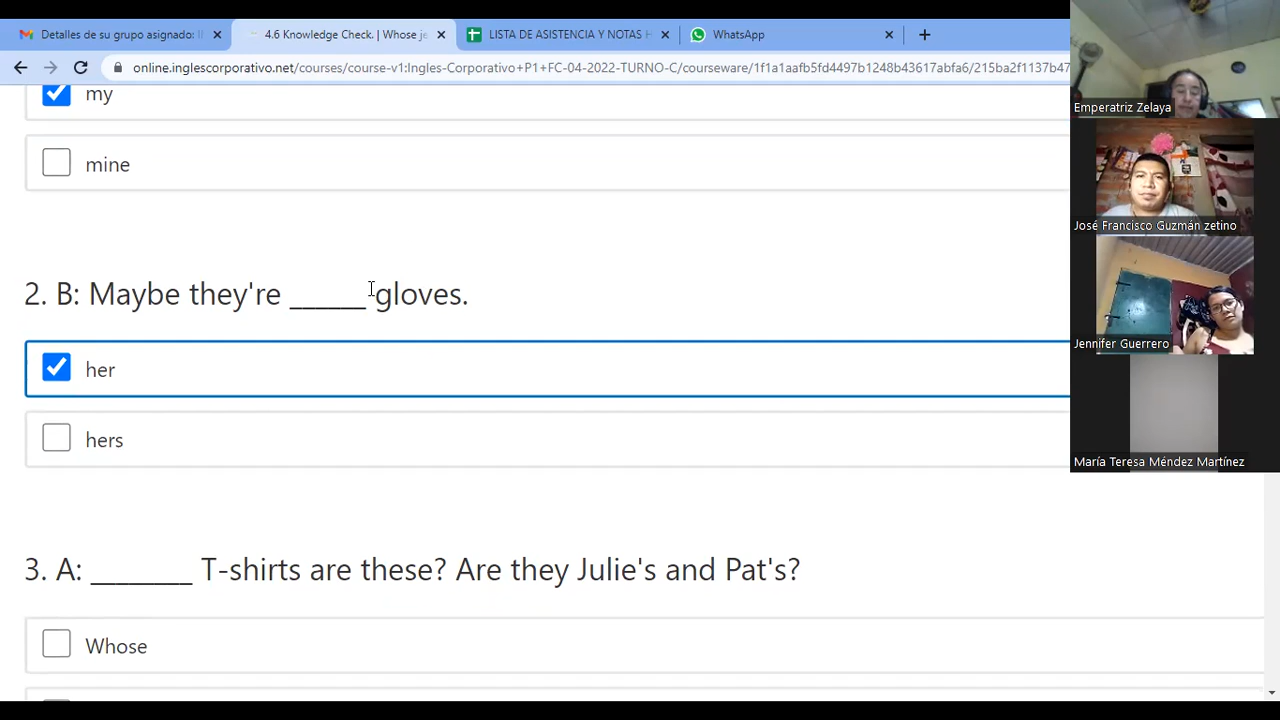 Detalles de su grupo asignado: I
4.6 Knowledge Check. | Whose je
LISTA DE ASISTENCIA Y NOTAS H
WhatsApp
online.inglescorporativo.net/courses/course-v1:Ingles-Corporativo+P1+FC-04-2022-TURNO-C/courseware/1f1a1aafb5fd4497b1248b43617abfa6/215ba2f1137b47
my
mine
2. B: Maybe they're ______ gloves.
her
hers
3. A: ________ T-shirts are these? Are they Julie's and Pat's?
Whose
Emperatriz Zelaya
José Francisco Guzmán zetino
Jennifer Guerrero
María Teresa Méndez Martínez